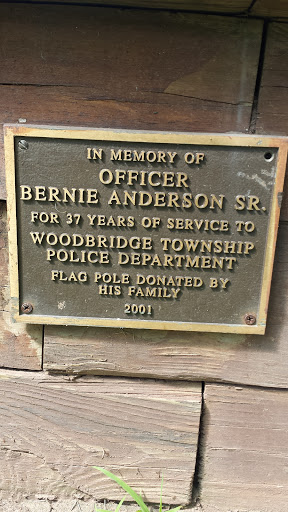 IN MEMORY OF
OFFICER
BERNIE ANDERSON SR.
FOR 37 YEARS OF SERVICE TO
WOODBRIDGE TOWNSHIP
POLICE DEPARTMENT
FLAG POLE DONATED BY
HIS FAMILY
2001